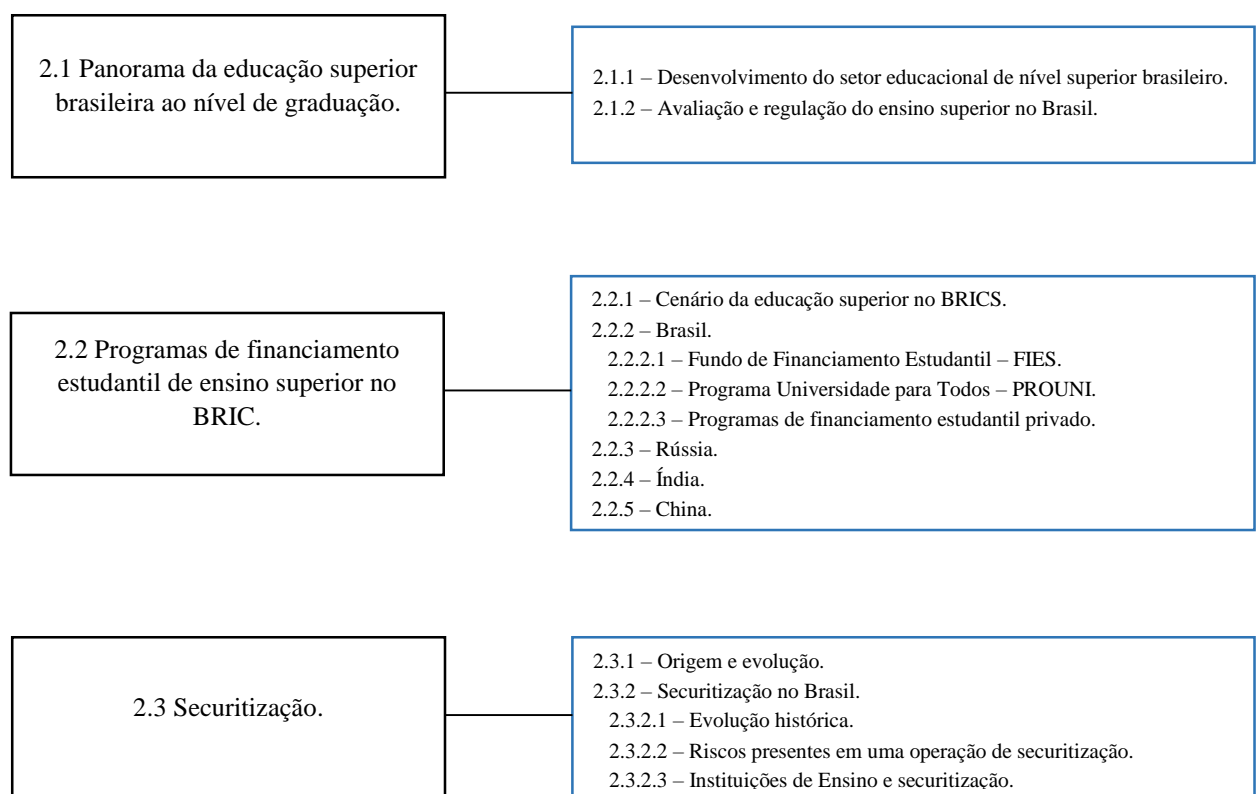 2.1 Panorama da educação superior
brasileira ao nível de graduação.
2.1.1 – Desenvolvimento do setor educacional de nível superior brasileiro.
2.1.2 – Avaliação e regulação do ensino superior no Brasil.
2.2 Programas de financiamento
estudantil de ensino superior no
BRIC.
2.2.1 – Cenário da educação superior no BRICS.
2.2.2 – Brasil.
2.2.2.1 – Fundo de Financiamento Estudantil – FIES.
2.2.2.2 – Programa Universidade para Todos – PROUNI.
2.2.2.3 – Programas de financiamento estudantil privado.
2.2.3 – Rússia.
2.2.4 – Índia.
2.2.5 – China.
2.3 Securitização.
2.3.1 – Origem e evolução.
2.3.2 – Securitização no Brasil.
2.3.2.1 – Evolução histórica.
2.3.2.2 – Riscos presentes em uma operação de securitização.
2.3.2.3 – Instituições de Ensino e securitização.